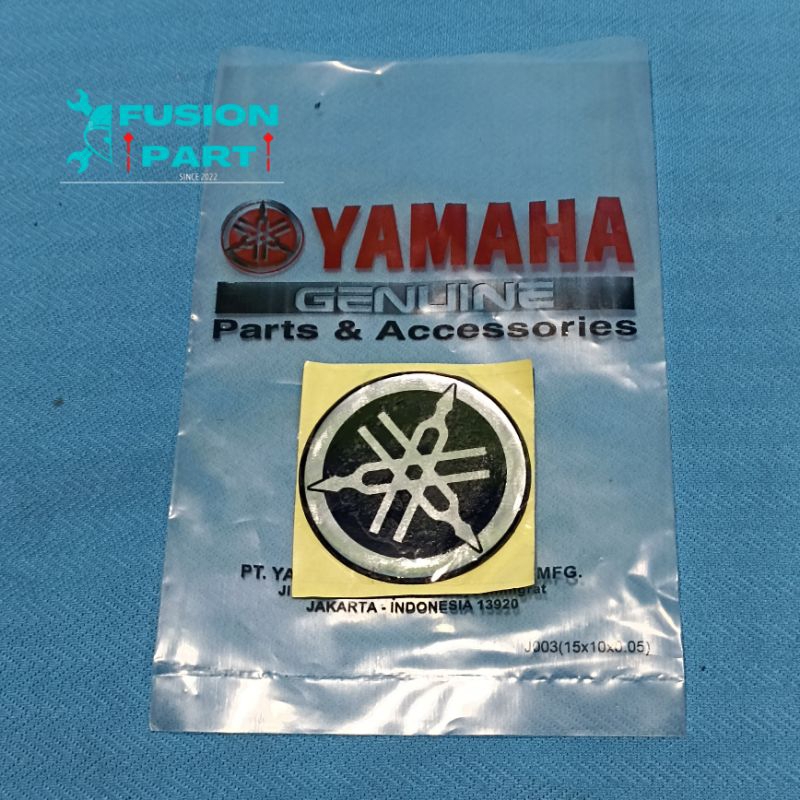 FUSION
PART
SINCE 2022
YAMAHA
GENUINE
Parts & Accessories
PT. YA MFG.
JAKARTA - INDONESIA 13920
J003(15x10x0.05)